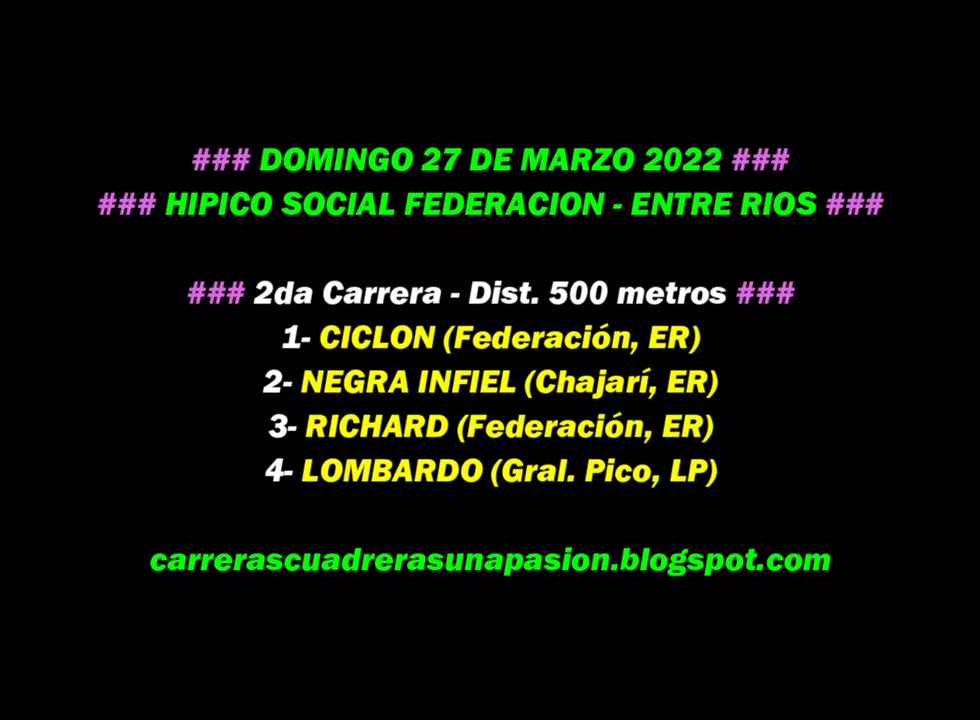 ### DOMINGO 27 DE MARZO 2022 ###
### HIPICO SOCIAL FEDERACION - ENTRE RIOS ###
### 2da Carrera - Dist. 500 metros ###
1- CICLON (Federación, ER)
2- NEGRA INFIEL (Chajarí, ER)
3- RICHARD (Federación, ER)
4- LOMBARDO (Gral. Pico, LP)
carrerascuadrerasunapasion.blogspot.com